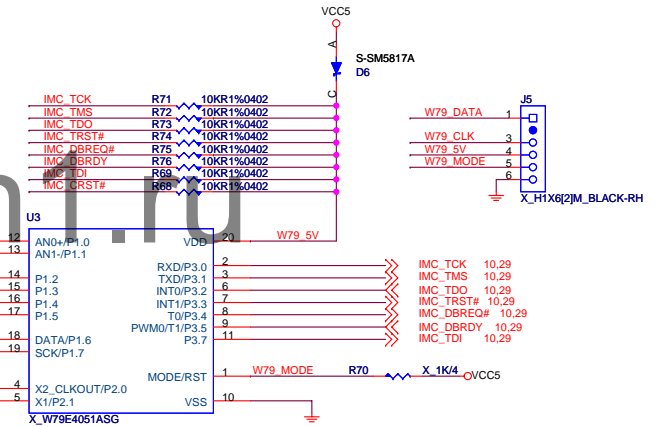 VCC5
A
S-SM5817A
D6
C
IMC_TCK R71 10KR1%0402
IMC_TMS R72 10KR1%0402
IMC_TDO R73 10KR1%0402
IMC_TRST# R74 10KR1%0402
IMC_DBREQ# R75 10KR1%0402
IMC_DBRDY R76 10KR1%0402
IMC_TDI R69 10KR1%0402
IMC_CRST# R68 10KR1%0402
J5
W79_DATA 1
W79_CLK 3
W79_5V 4
W79_MODE 5
6
X_H1X6[2]M_BLACK-RH
n1.ru
U3
12 AN0+/P1.0 VDD 20 W79_5V
13 AN1-/P1.1
RXD/P3.0 2 IMC_TCK 10,29
14 P1.2 TXD/P3.1 3 IMC_TMS 10,29
15 P1.3 INT0/P3.2 6 IMC_TDO 10,29
16 P1.4 INT1/P3.3 7 IMC_TRST# 10,29
17 P1.5 T0/P3.4 8 IMC_DBREQ# 10,29
PWM0/T1/P3.5 9 IMC_DBRDY 10,29
18 DATA/P1.6 P3.7 11 IMC_TDI 10,29
19 SCK/P1.7
MODE/RST 1 W79_MODE R70 X_1K/4 VCC5
4 X2_CLKOUT/P2.0
5 X1/P2.1 VSS 10
X_W79E4051ASG